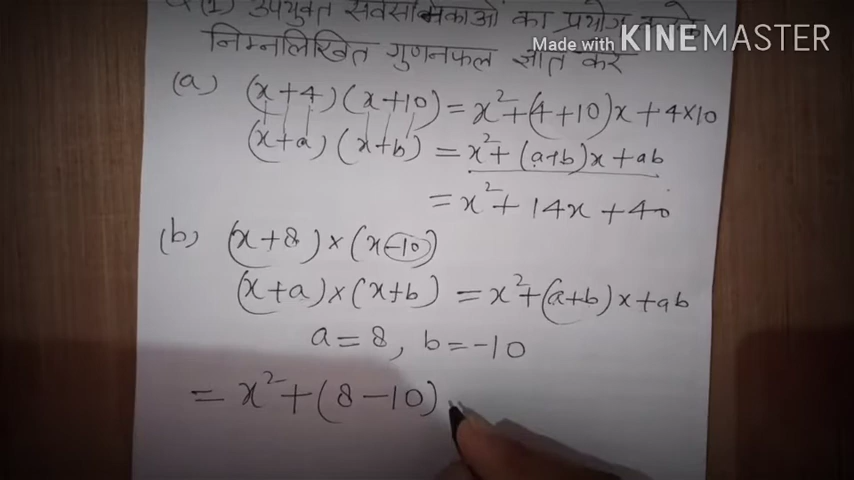 Q(1) उपयुक्त सर्वसमिकाओं का प्रयोग
निम्नलिखित गुणनफल ज्ञात करे
Made with KINEMASTER
(a) (x+4)(x+10) = x²+(4+10)x+4×10
(x+a)(x+b) = x²+(a+b)x+ab
= x²+14x+40
(b) (x+8)×(x-10)
(x+a)×(x+b) = x²+(a+b)x+ab
a=8, b=-10
= x²+(8-10)